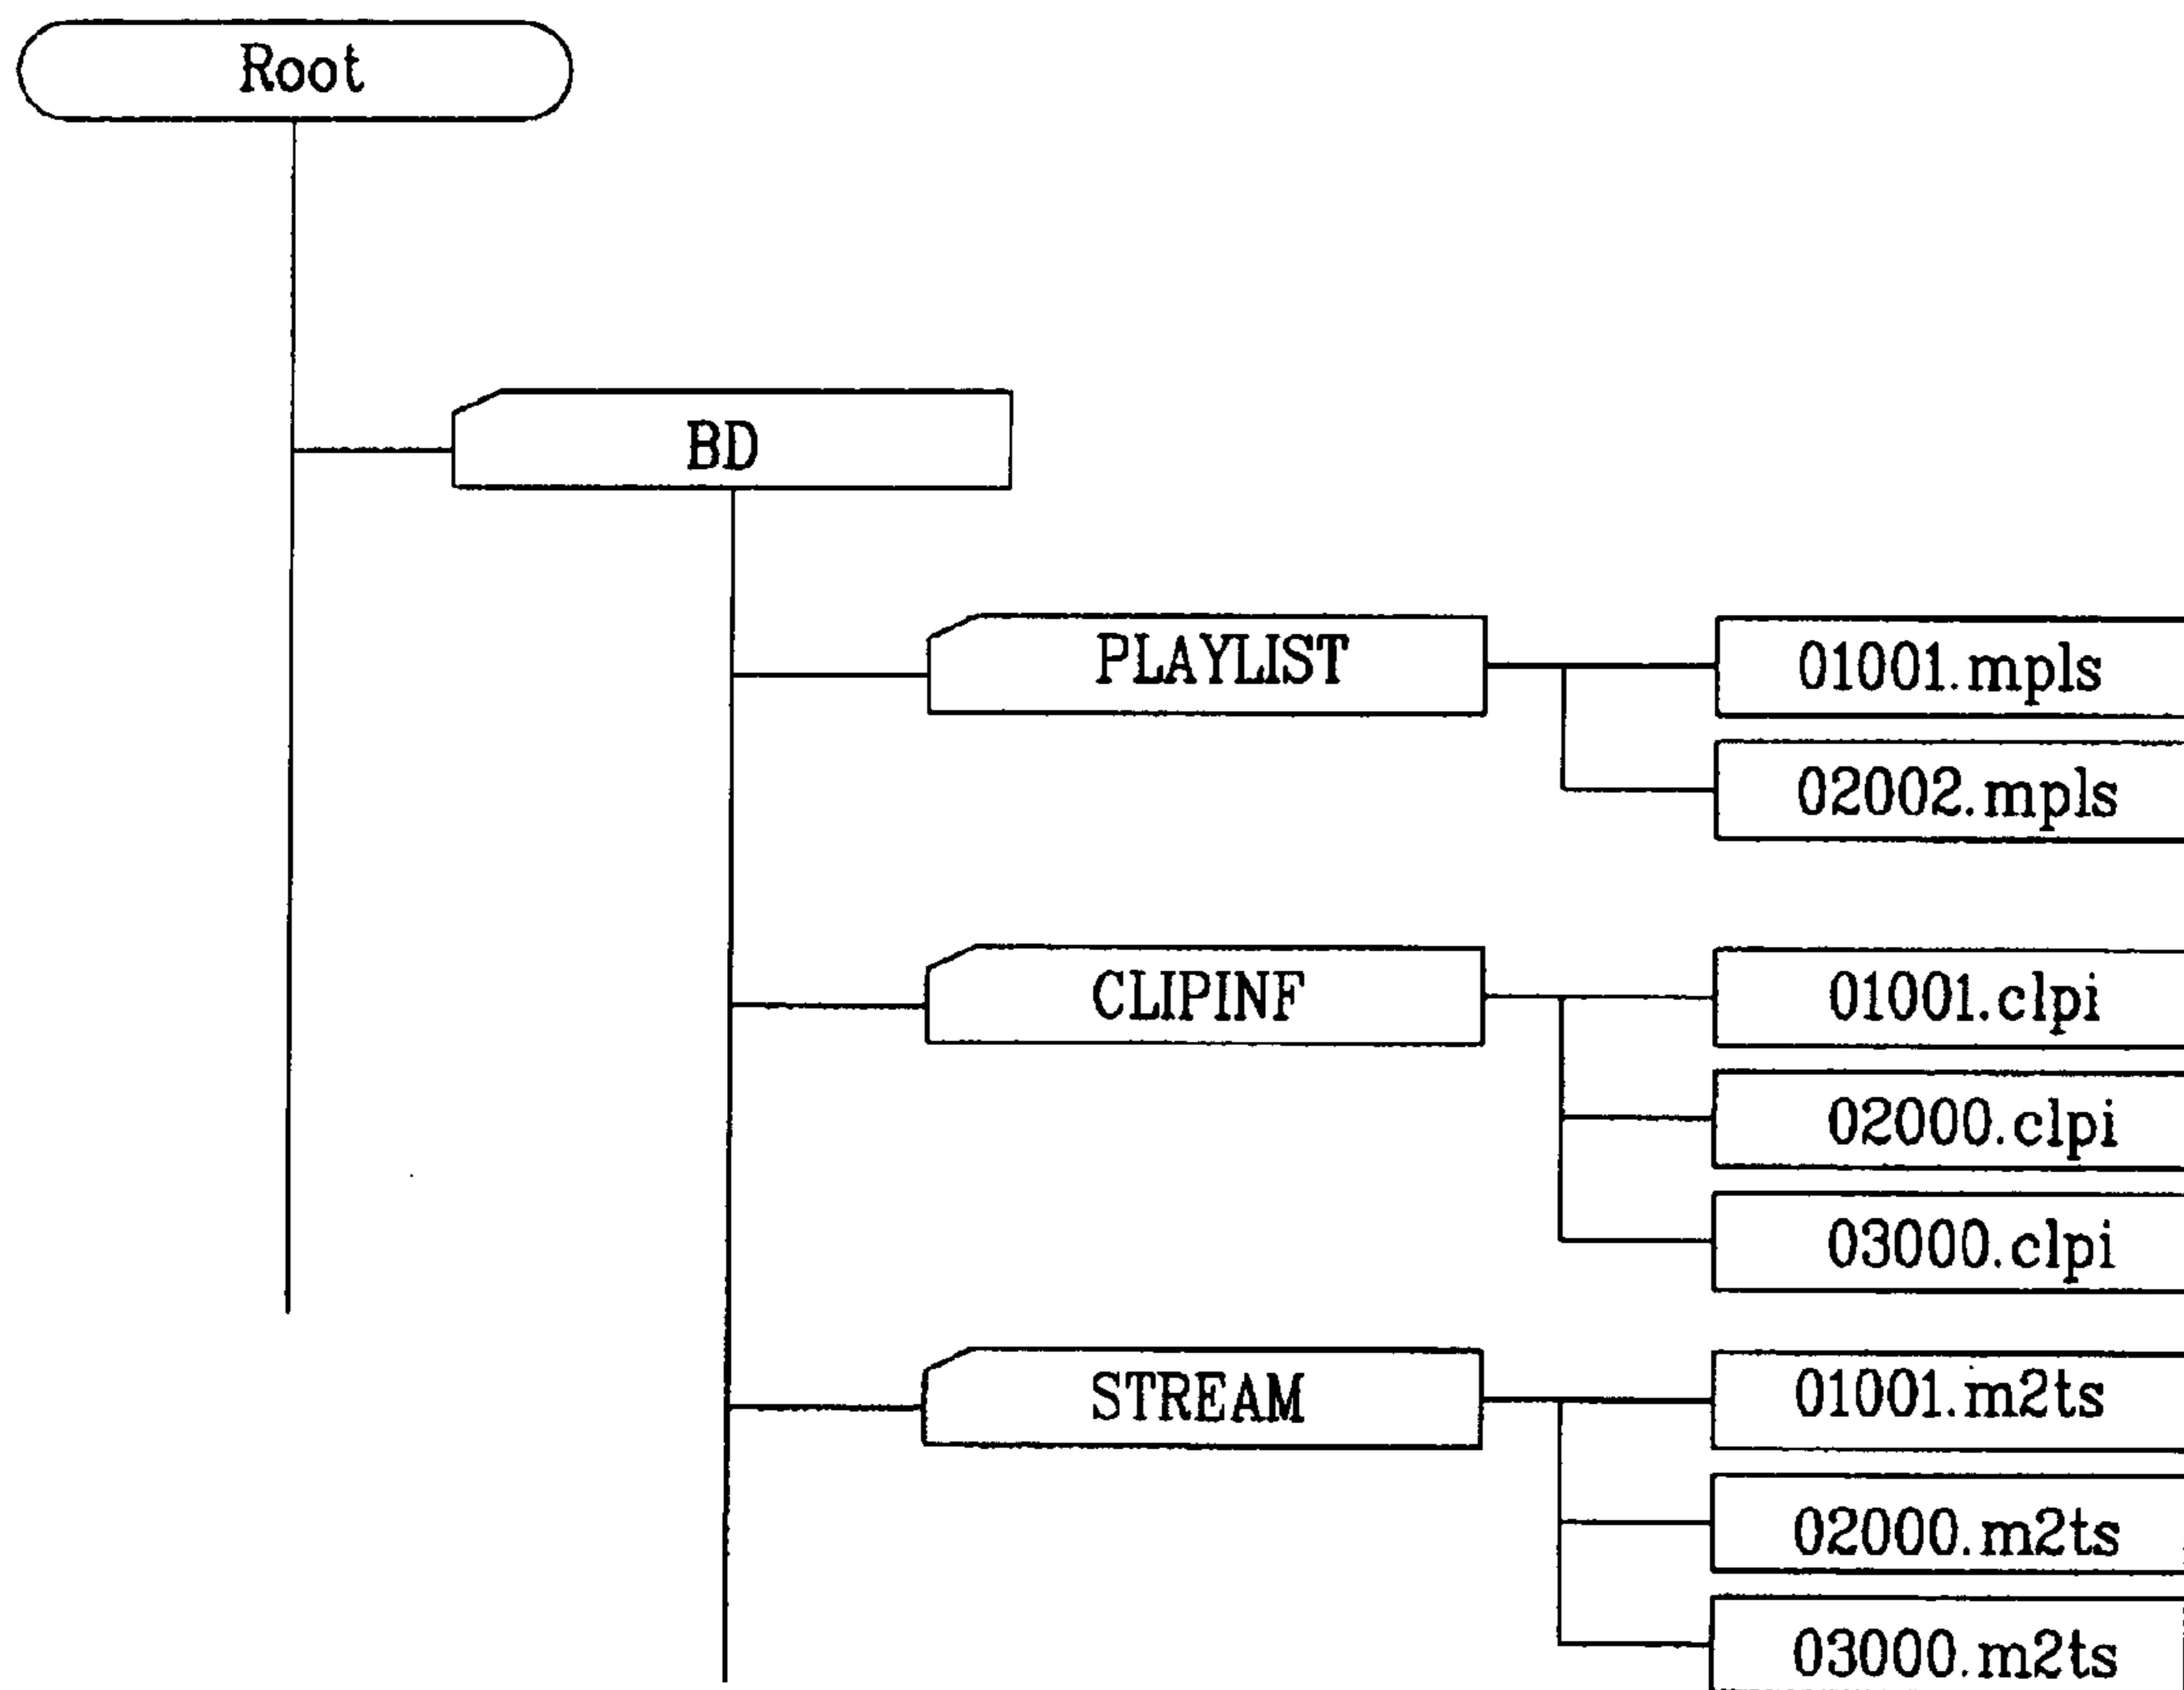 Root
BD
PLAYLIST
01001.mpls
02002.mpls
CLIPINF
01001.clpi
02000.clpi
03000.clpi
STREAM
01001.m2ts
02000.m2ts
03000.m2ts